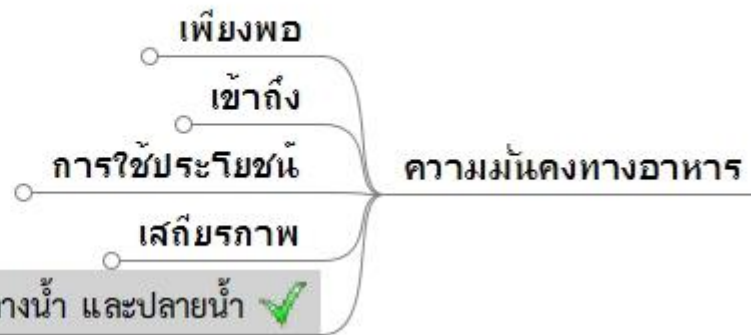 เพียงพอ
เข้าถึง
การใช้ประโยชน์
ความมั่นคงทางอาหาร
เสถียรภาพ
และปลายน้ำ